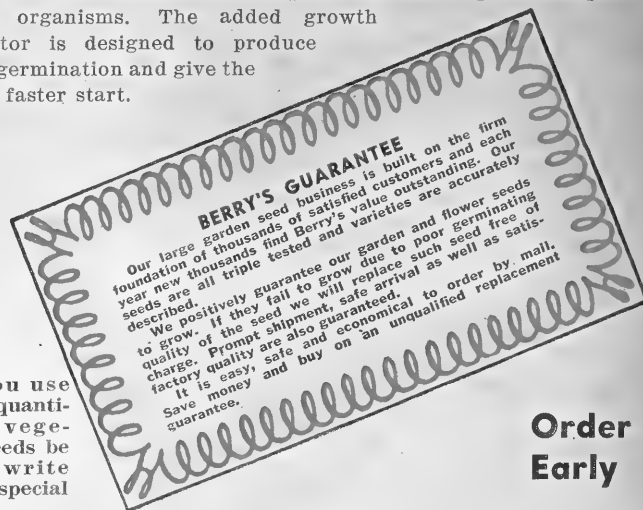 organisms. The added growth
tor is designed to produce
germination and give the
faster start.
BERRY'S GUARANTEE
Our large garden seed business is built on the firm
foundation of thousands of satisfied customers and each
year new thousands find Berry's value outstanding. Our
seeds are all triple tested and varieties are accurately
described.
We positively guarantee our garden and flower seeds
to grow. If they fail to grow due to poor germinating
quality of the seed we will replace such seed free of
charge. Prompt shipment, safe arrival as well as satis-
factory quality are also guaranteed.
It is easy, safe and economical to order by mail.
Save money and buy on an unqualified replacement
guarantee.
ou use
quanti-
vege-
eds be
write
special
Order
Early